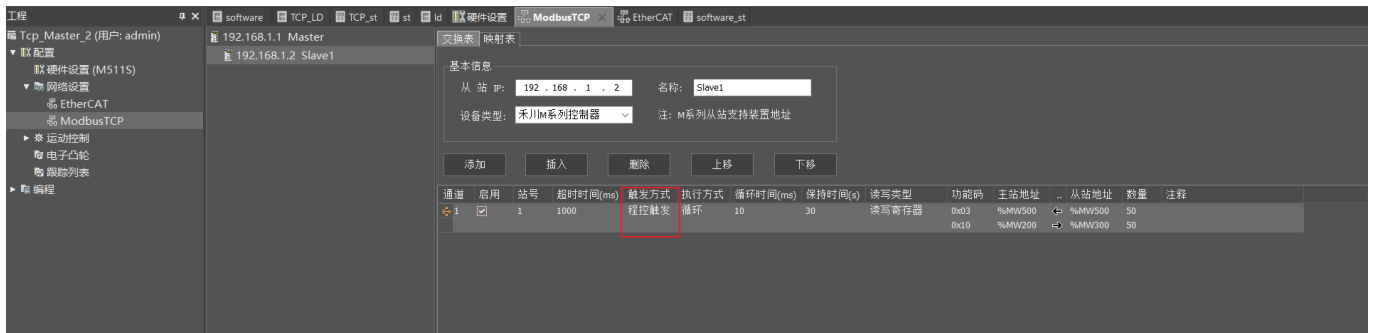 工程
software
TCP_LD
TCP_st
st
ld
硬件设置
ModbusTCP
EtherCAT
software_st
Tcp_Master_2 (用户: admin)
配置
硬件设置 (M511S)
网络设置
EtherCAT
ModbusTCP
运动控制
电子凸轮
跟踪列表
编程
192.168.1.1 Master
192.168.1.2 Slave1
交换表 映射表
基本信息
从 站 IP: 192 . 168 . 1 . 2 名称: Slave1
设备类型: 禾川M系列控制器 注: M系列从站支持装置地址
添加 插入 删除 上移 下移
通道 启用 站号 超时时间(ms) 触发方式 执行方式 循环时间(ms) 保持时间(s) 读写类型 功能码 主站地址 .. 从站地址 数量 注释
1 1 1000 程控触发 循环 10 30 读写寄存器 0x03 %MW500 %MW500 50
0x10 %MW200 %MW300 50